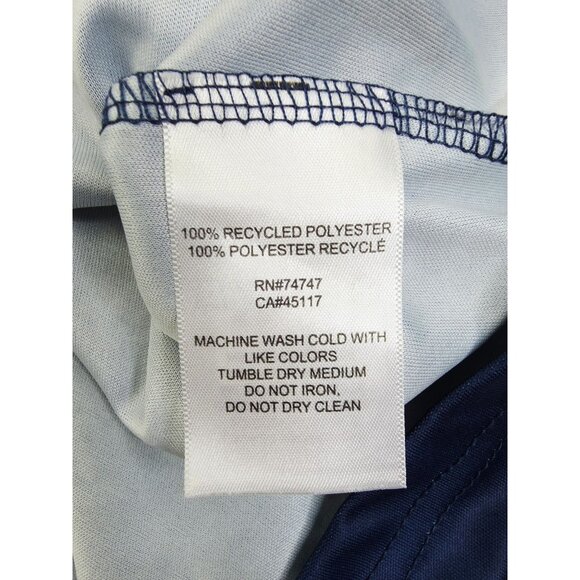 100% RECYCLED POLYESTER
100% POLYESTER RECYCLÉ
RN#74747
CA#45117
MACHINE WASH COLD WITH
LIKE COLORS
TUMBLE DRY MEDIUM
DO NOT IRON,
DO NOT DRY CLEAN